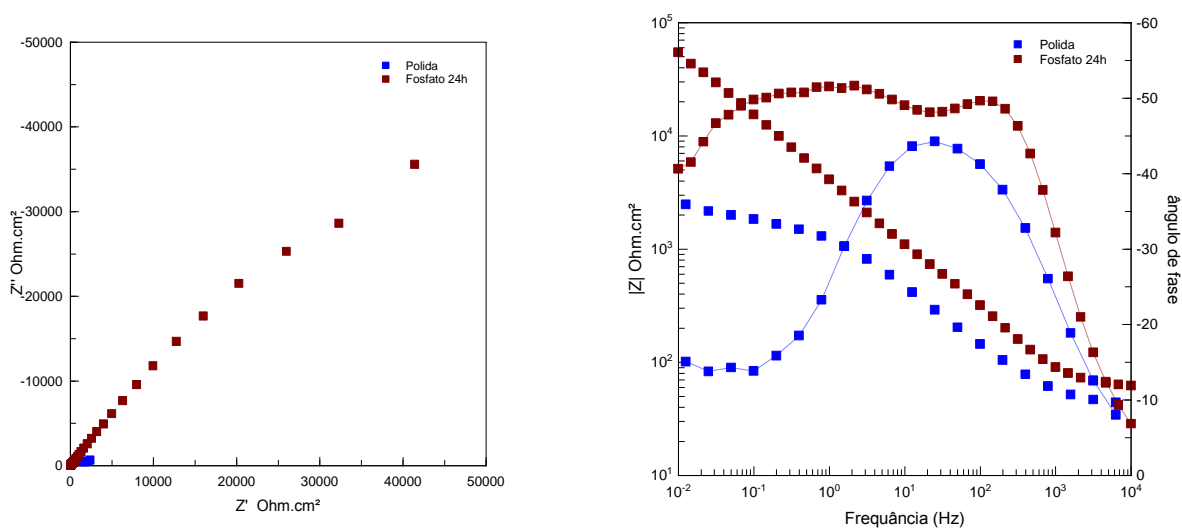 -50000
-40000
-30000
-20000
-10000
0
Z'' Ohm.cm²
Polida
Fosfato 24h
0 10000 20000 30000 40000 50000
Z' Ohm.cm²
10⁵
10⁴
10³
10²
10¹
|Z| Ohm.cm²
Polida
Fosfato 24h
-60
-50
-40
-30
-20
-10
0
ângulo de fase
10⁻² 10⁻¹ 10⁰ 10¹ 10² 10³ 10⁴
Frequância (Hz)